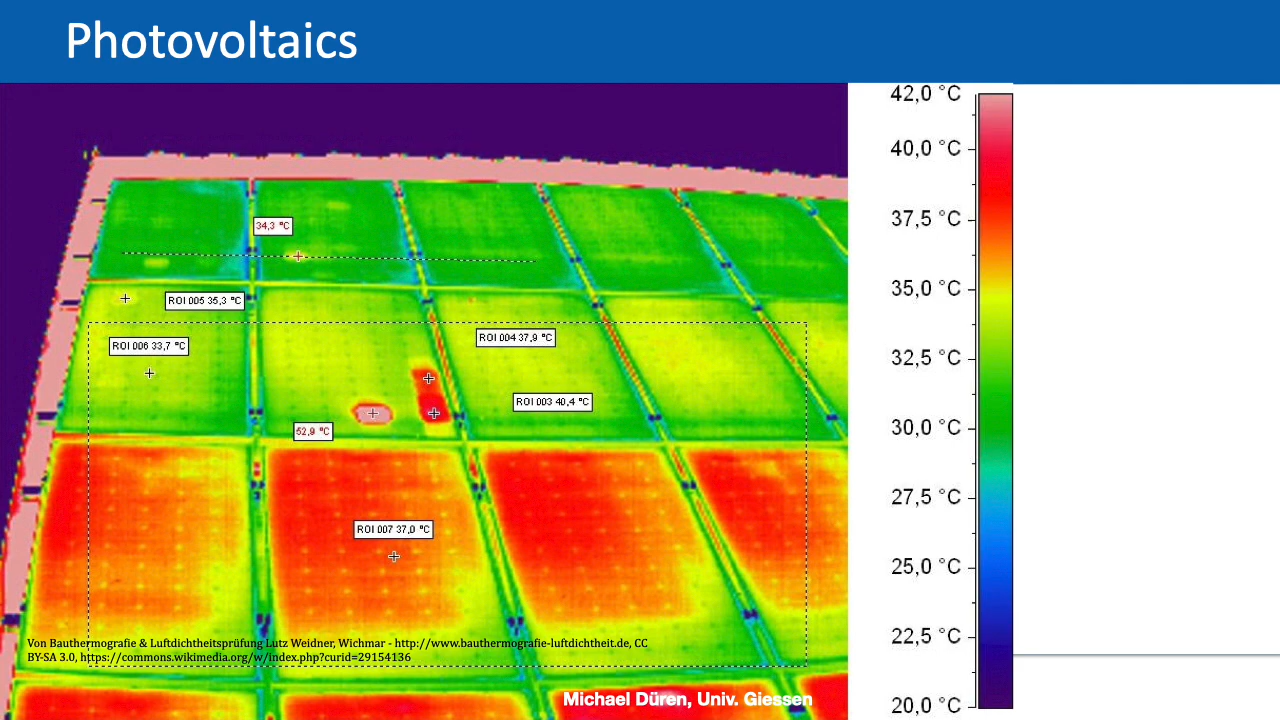 Photovoltaics
42,0 °C
40,0 °C
37,5 °C
35,0 °C
32,5 °C
30,0 °C
27,5 °C
25,0 °C
22,5 °C
20,0 °C
34,3 °C
ROI 005 35,3 °C
ROI 004 37,9 °C
ROI 006 33,7 °C
ROI 003 40,4 °C
52,9 °C
ROI 007 37,0 °C
Von Bauthermografie & Luftdichtheitsprüfung Lutz Weidner, Wichmar - http://www.bauthermografie-luftdichtheit.de, CC
BY-SA 3.0, https://commons.wikimedia.org/w/index.php?curid=29154136
Michael Düren, Univ. Giessen